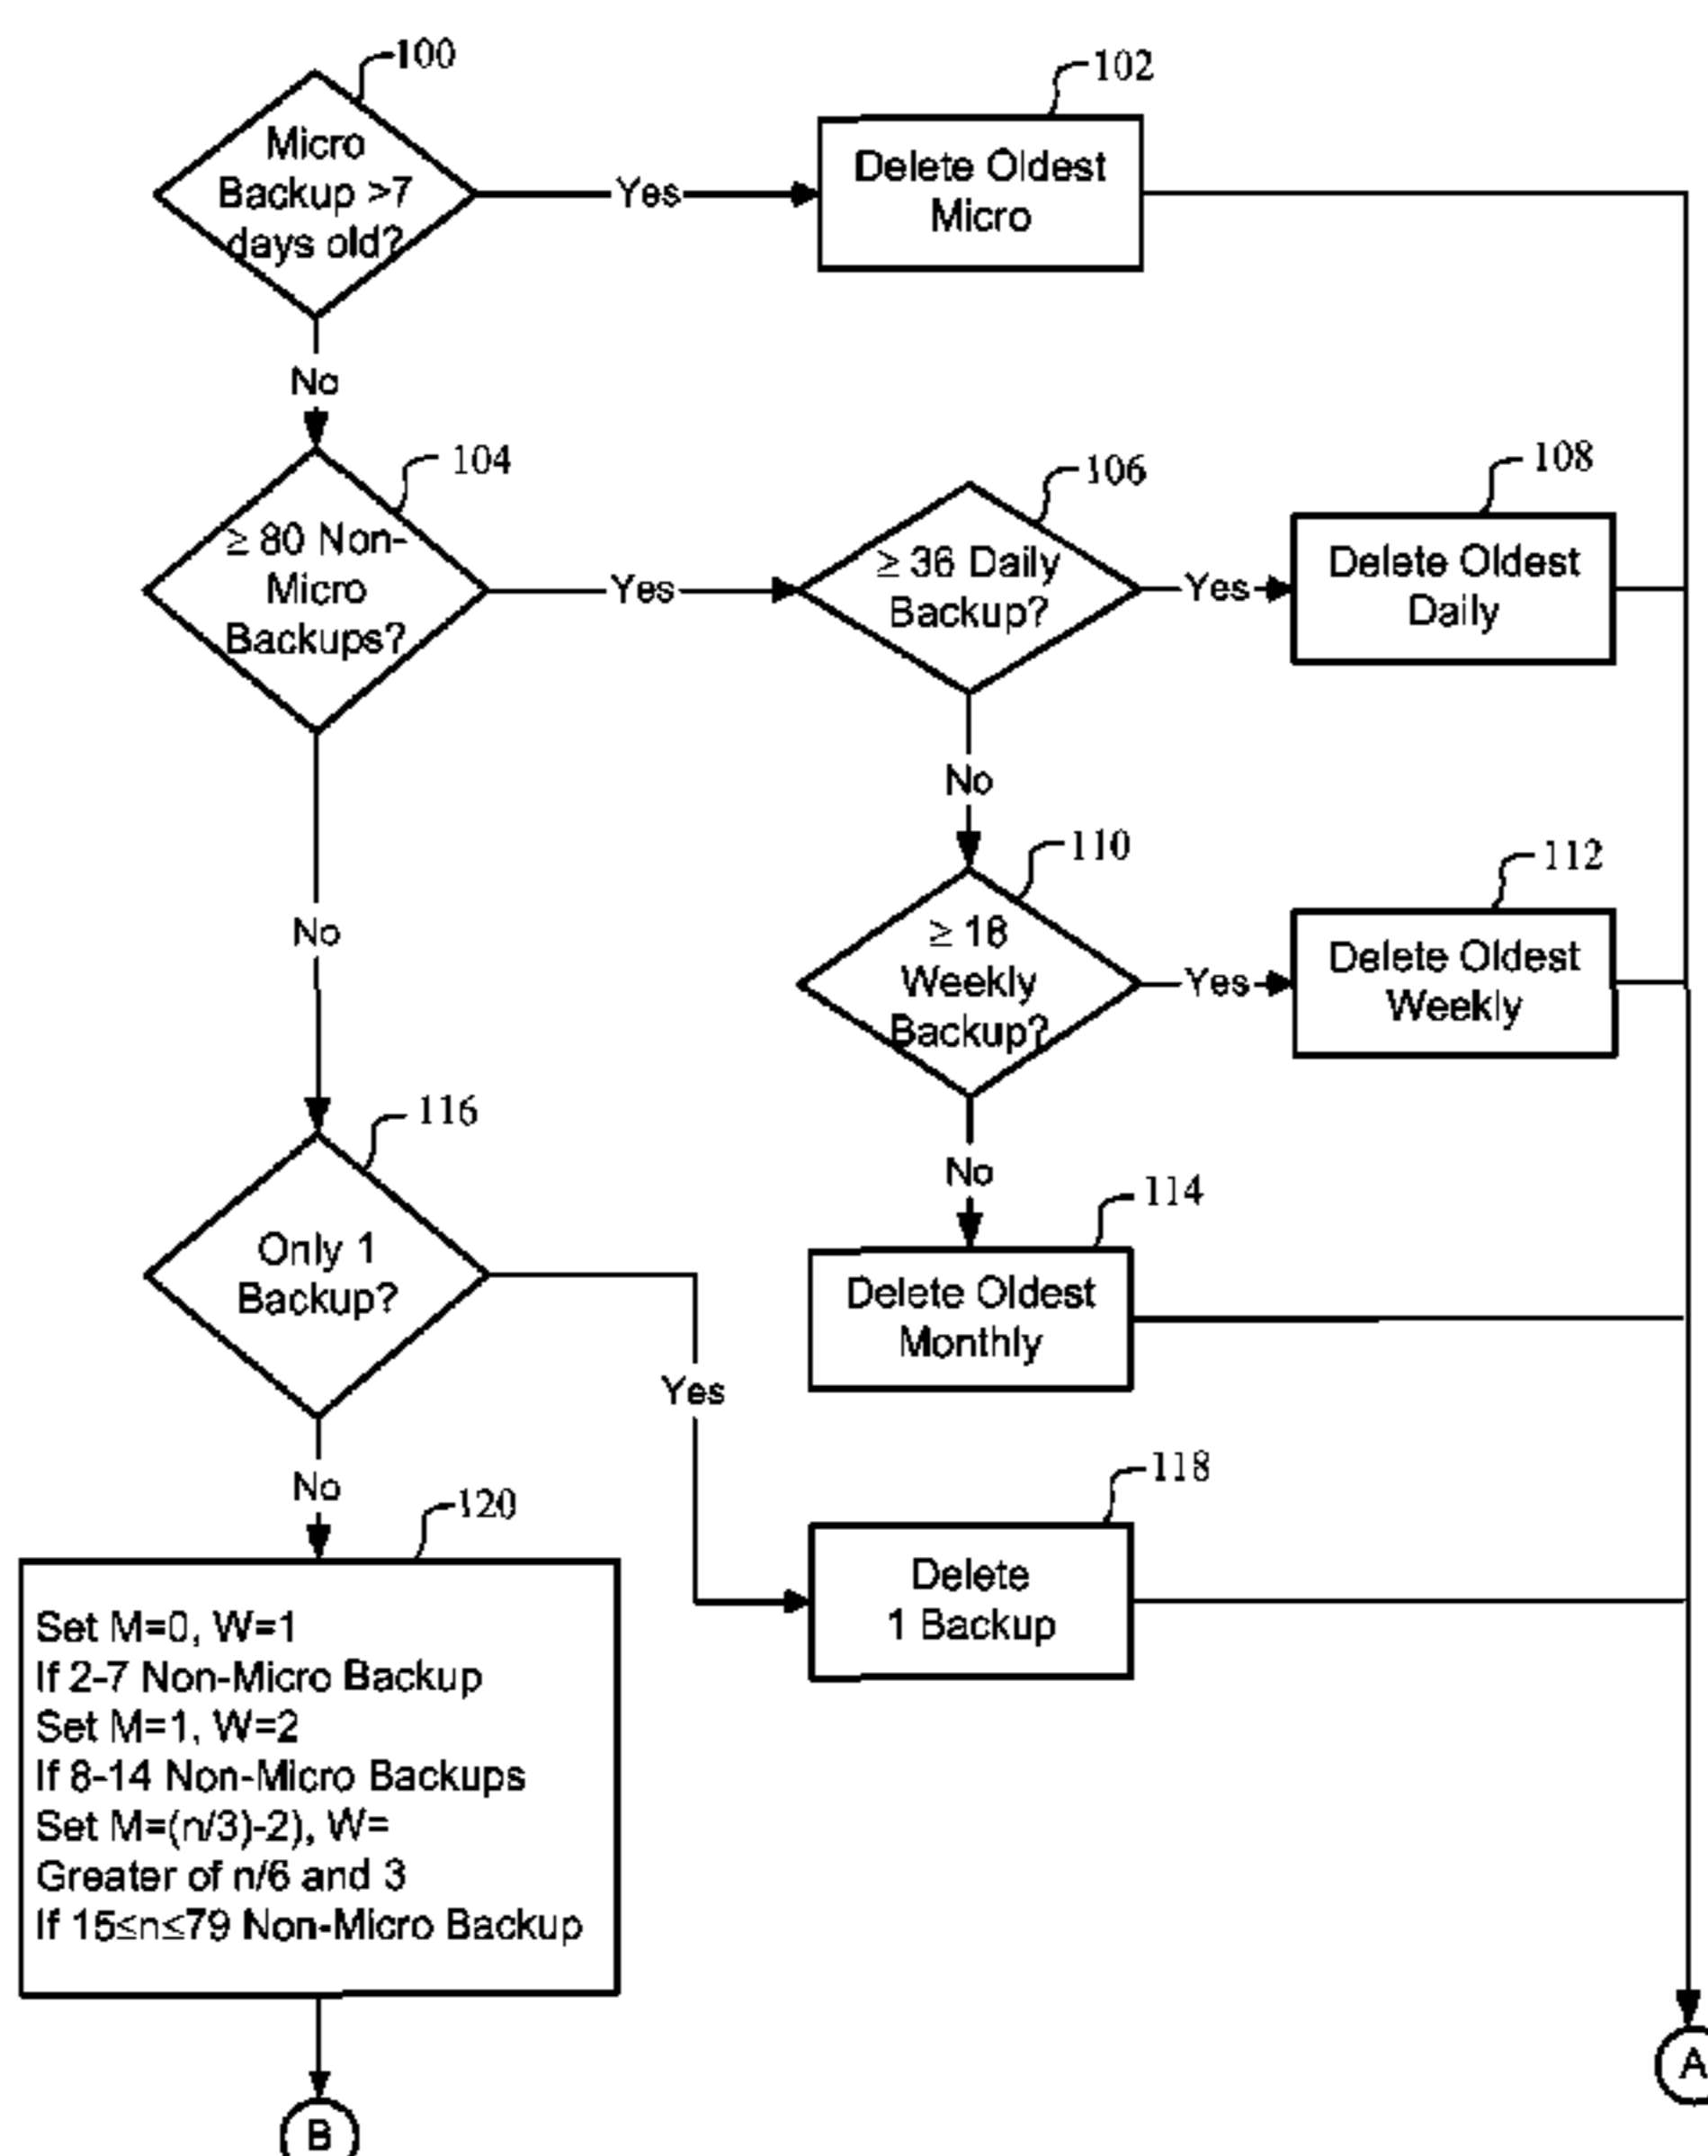 100
Micro
Backup >7
days old?
Yes
102
Delete Oldest
Micro
No
104
≥ 80 Non-
Micro
Backups?
Yes
106
≥ 36 Daily
Backup?
Yes
108
Delete Oldest
Daily
No
No
110
≥ 18
Weekly
Backup?
Yes
112
Delete Oldest
Weekly
No
114
Delete Oldest
Monthly
116
Only 1
Backup?
Yes
118
Delete
1 Backup
No
120
Set M=0, W=1
If 2-7 Non-Micro Backup
Set M=1, W=2
If 8-14 Non-Micro Backups
Set M=(n/3)-2), W=
Greater of n/6 and 3
If 15≤n≤79 Non-Micro Backup
A
B